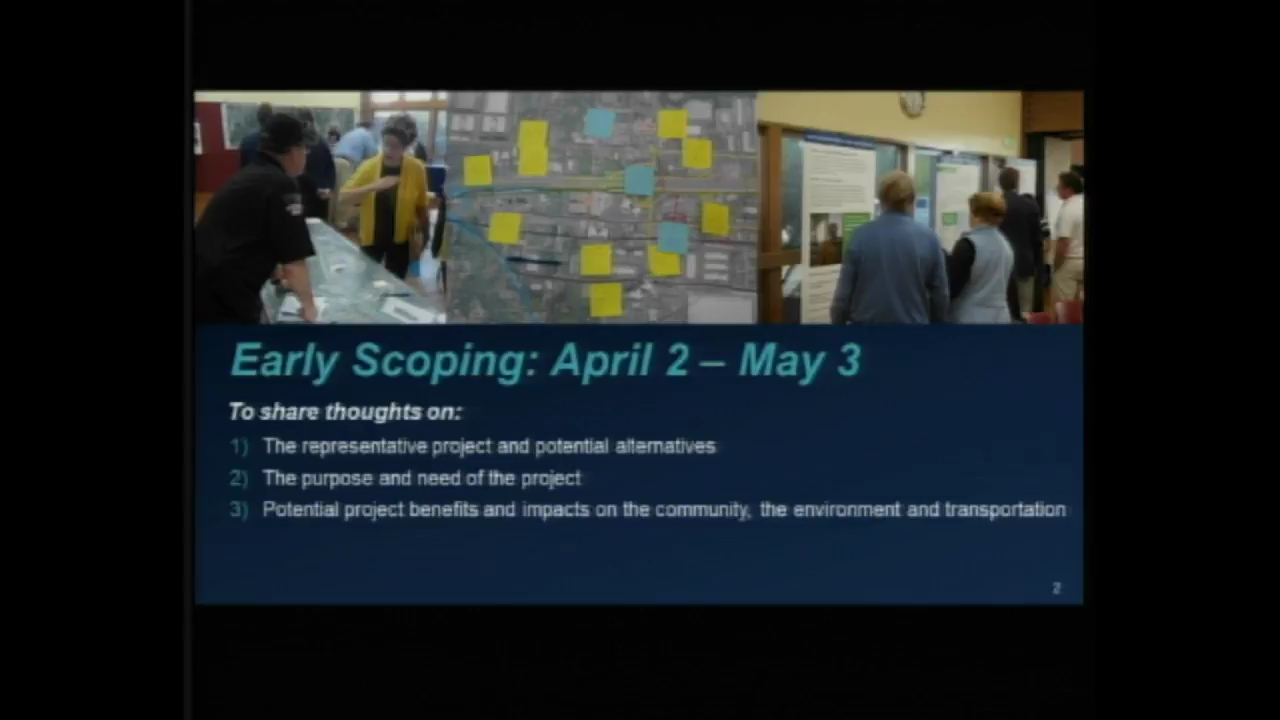 Early Scoping: April 2 – May 3
To share thoughts on:
1) The representative project and potential alternatives
2) The purpose and need of the project
3) Potential project benefits and impacts on the community, the environment and transportation
2